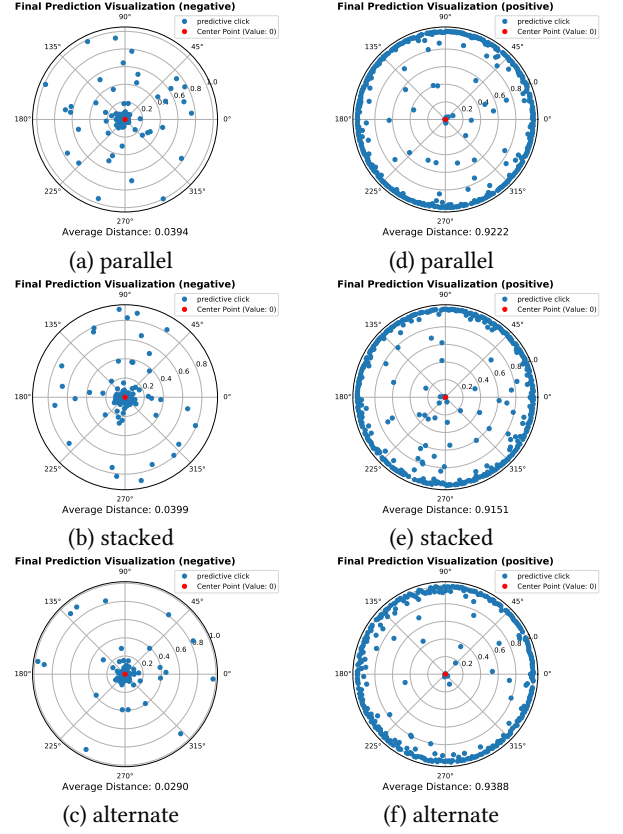 Final Prediction Visualization (negative)
90°
predictive click
Center Point (Value: 0)
135°
45°
1.0
0.8
0.6
0.4
0.2
180°
0°
225°
315°
270°
Average Distance: 0.0394
(a) parallel
Final Prediction Visualization (positive)
90°
predictive click
Center Point (Value: 0)
135°
45°
1.0
0.8
0.6
0.4
0.2
180°
0°
225°
315°
270°
Average Distance: 0.9222
(d) parallel
Final Prediction Visualization (negative)
90°
predictive click
Center Point (Value: 0)
135°
45°
0.8
0.6
0.4
0.2
180°
0°
225°
315°
270°
Average Distance: 0.0399
(b) stacked
Final Prediction Visualization (positive)
90°
predictive click
Center Point (Value: 0)
135°
45°
1.0
0.8
0.6
0.4
0.2
180°
0°
225°
315°
270°
Average Distance: 0.9151
(e) stacked
Final Prediction Visualization (negative)
90°
predictive click
Center Point (Value: 0)
135°
45°
1.0
0.8
0.6
0.4
0.2
180°
0°
225°
315°
270°
Average Distance: 0.0290
(c) alternate
Final Prediction Visualization (positive)
90°
predictive click
Center Point (Value: 0)
135°
45°
1.0
0.8
0.6
0.4
0.2
180°
0°
225°
315°
270°
Average Distance: 0.9388
(f) alternate